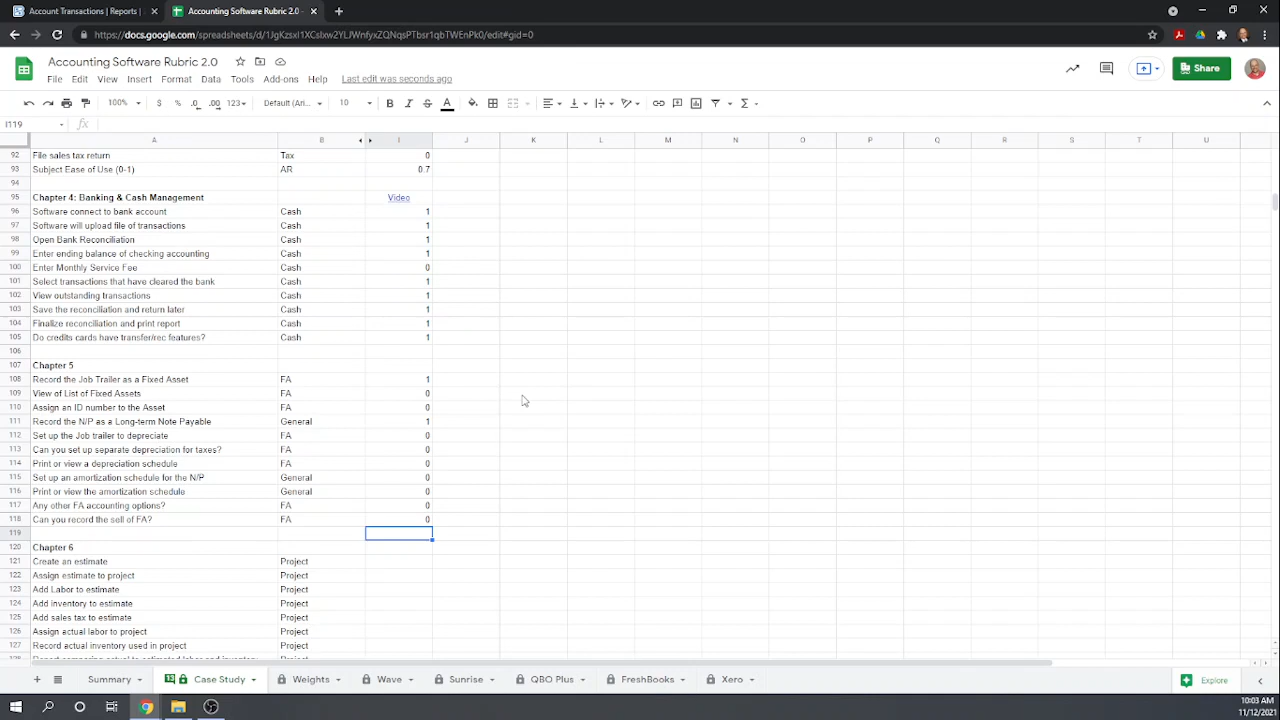 Account Transactions | Reports |
Accounting Software Rubric 2.0 -
Accounting Software Rubric 2.0
File Edit View Insert Format Data Tools Add-ons Help Last edit was seconds ago
Share
100% $ % .0 .00 123 Default (Ari... 10 B I S A
I119 fx
A B I J K L M N O P Q R S T U
92 File sales tax return Tax 0
93 Subject Ease of Use (0-1) AR 0.7
94
95 Chapter 4: Banking & Cash Management Video
96 Software connect to bank account Cash 1
97 Software will upload file of transactions Cash 1
98 Open Bank Reconciliation Cash 1
99 Enter ending balance of checking accounting Cash 1
100 Enter Monthly Service Fee Cash 0
101 Select transactions that have cleared the bank Cash 1
102 View outstanding transactions Cash 1
103 Save the reconciliation and return later Cash 1
104 Finalize reconciliation and print report Cash 1
105 Do credits cards have transfer/rec features? Cash 1
106
107 Chapter 5
108 Record the Job Trailer as a Fixed Asset FA 1
109 View of List of Fixed Assets FA 0
110 Assign an ID number to the Asset FA 0
111 Record the N/P as a Long-term Note Payable General 1
112 Set up the Job trailer to depreciate FA 0
113 Can you set up separate depreciation for taxes? FA 0
114 Print or view a depreciation schedule FA 0
115 Set up an amortization schedule for the N/P General 0
116 Print or view the amortization schedule General 0
117 Any other FA accounting options? FA 0
118 Can you record the sell of FA? FA 0
119
120 Chapter 6
121 Create an estimate Project
122 Assign estimate to project Project
123 Add Labor to estimate Project
124 Add inventory to estimate Project
125 Add sales tax to estimate Project
126 Assign actual labor to project Project
127 Record actual inventory used in project Project
Summary Case Study Weights Wave Sunrise QBO Plus FreshBooks Xero Explore
10:03 AM
11/12/2021